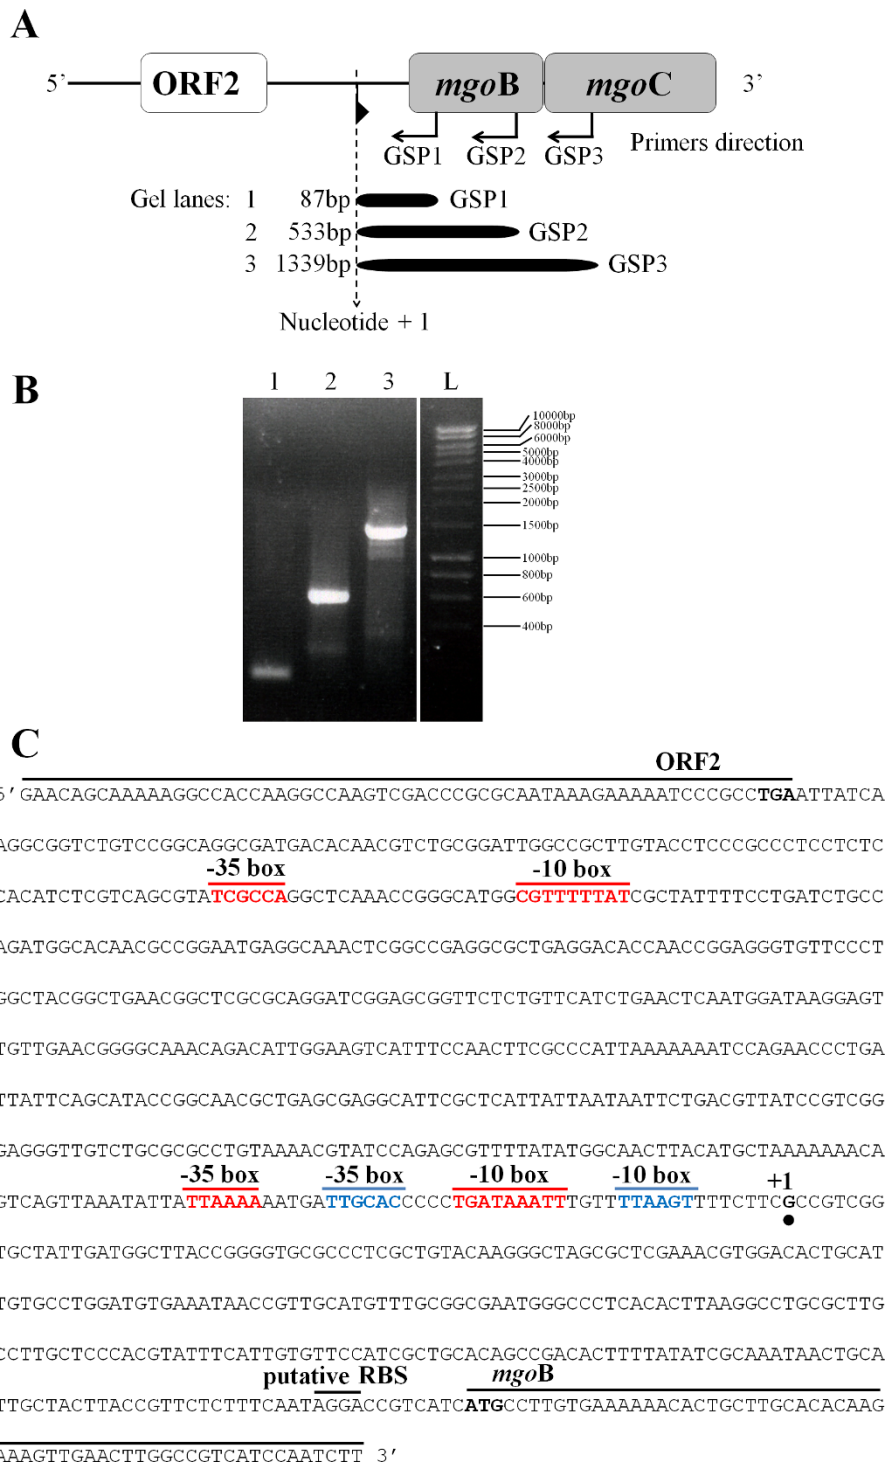 A
5’ ORF2 mgoB mgoC 3’
GSP1 GSP2 GSP3 Primers direction
Gel lanes: 1 87bp GSP1
2 533bp GSP2
3 1339bp GSP3
Nucleotide + 1
B
1 2 3 L
10000bp
8000bp
6000bp
5000bp
4000bp
3000bp
2500bp
2000bp
1500bp
1000bp
800bp
600bp
400bp
C
ORF2
5’GAACAGCAAAAAGGCCACCAAGGCCAAGTCGACCCGCGCAATAAAGAAAAATCCCGCCTGAATTATCA
AGGCGGTCTGTCCGGCAGGCGATGACACAACGTCTGCGGATTGGCCGCTTGTACCTCCCGCCCTCCTCTC
-35 box -10 box
CACATCTCGTCAGCGTATCGCCAGGCTCAAACCGGGCATGGCGTTTTTATCGCTATTTTCCTGATCTGCC
AGATGGCACAACGCCGGAATGAGGCAAACTCGGCCGAGGCGCTGAGGACACCAACCGGAGGGTGTTCCCT
GGCTACGGCTGAACGGCTCGCGCAGGATCGGAGCGGTTCTCTGTTCATCTGAACTCAATGGATAAGGAGT
TGTTGAACGGGGCAAACAGACATTGGAAGTCATTTCCAACTTCGCCCATTAAAAAAATCCAGAACCCTGA
TTATTCAGCATACCGGCAACGCTGAGCGAGGCATTCGCTCATTATTAATAATTCTGACGTTATCCGTCGG
GAGGGTTGTCTGCGCGCCTGTAAAACGTATCCAGAGCGTTTTATATGGCAACTTACATGCTAAAAAAACA
-35 box -35 box -10 box -10 box +1
GTCAGTTAAATATTATTAAAAAATGATTGCACCCCCTGATAAATTTGTTTTAAGTTTTCTTCGCCGTCGG
TGCTATTGATGGCTTACCGGGGTGCGCCCTCGCTGTACAAGGGCTAGCGCTCGAAACGTGGACACTGCAT
TGTGCCTGGATGTGAAATAACCGTTGCATGTTTGCGGCGAATGGGCCCTCACACTTAAGGCCTGCGCTTG
CCTTGCTCCCACGTATTTCATTGTGTTCCATCGCTGCACAGCCGACACTTTTATATCGCAAATAACTGCA
putative RBS mgoB
TTGCTACTTACCGTTCTCTTTCAATAGGACCGTCATCATGCCTTGTGAAAAAACACTGCTTGCACACAAG
AAAGTTGAACTTGGCCGTCATCCAATCTT 3’